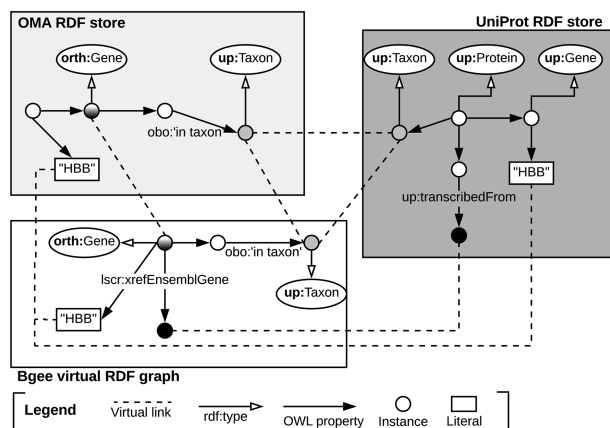 OMA RDF store
UniProt RDF store
orth:Gene
up:Taxon
up:Taxon
up:Protein
up:Gene
obo:'in taxon'
"HBB"
"HBB"
up:transcribedFrom
orth:Gene
obo:'in taxon'
lscr:xrefEnsemblGene
up:Taxon
"HBB"
Bgee virtual RDF graph
Legend
Virtual link
rdf:type
OWL property
Instance
Literal